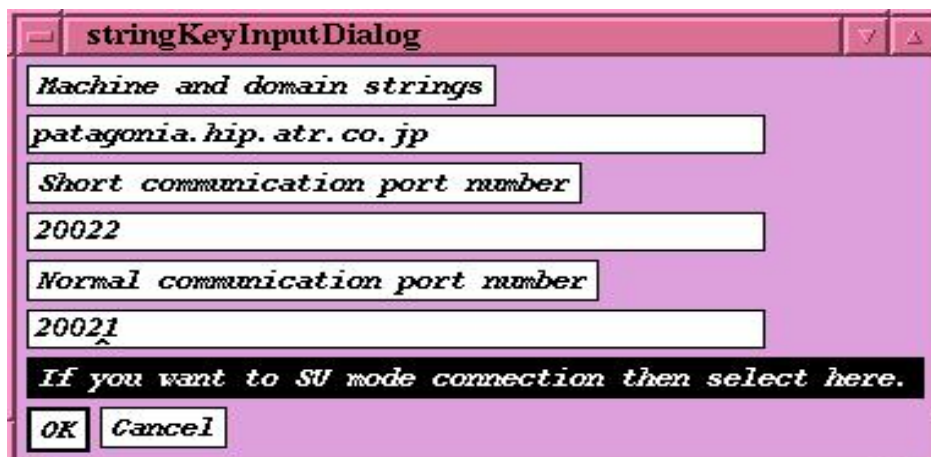 stringKeyInputDialog
Machine and domain strings
patagonia.hip.atr.co.jp
Short communication port number
20022
Normal communication port number
20021
If you want to SU mode connection then select here.
OK Cancel